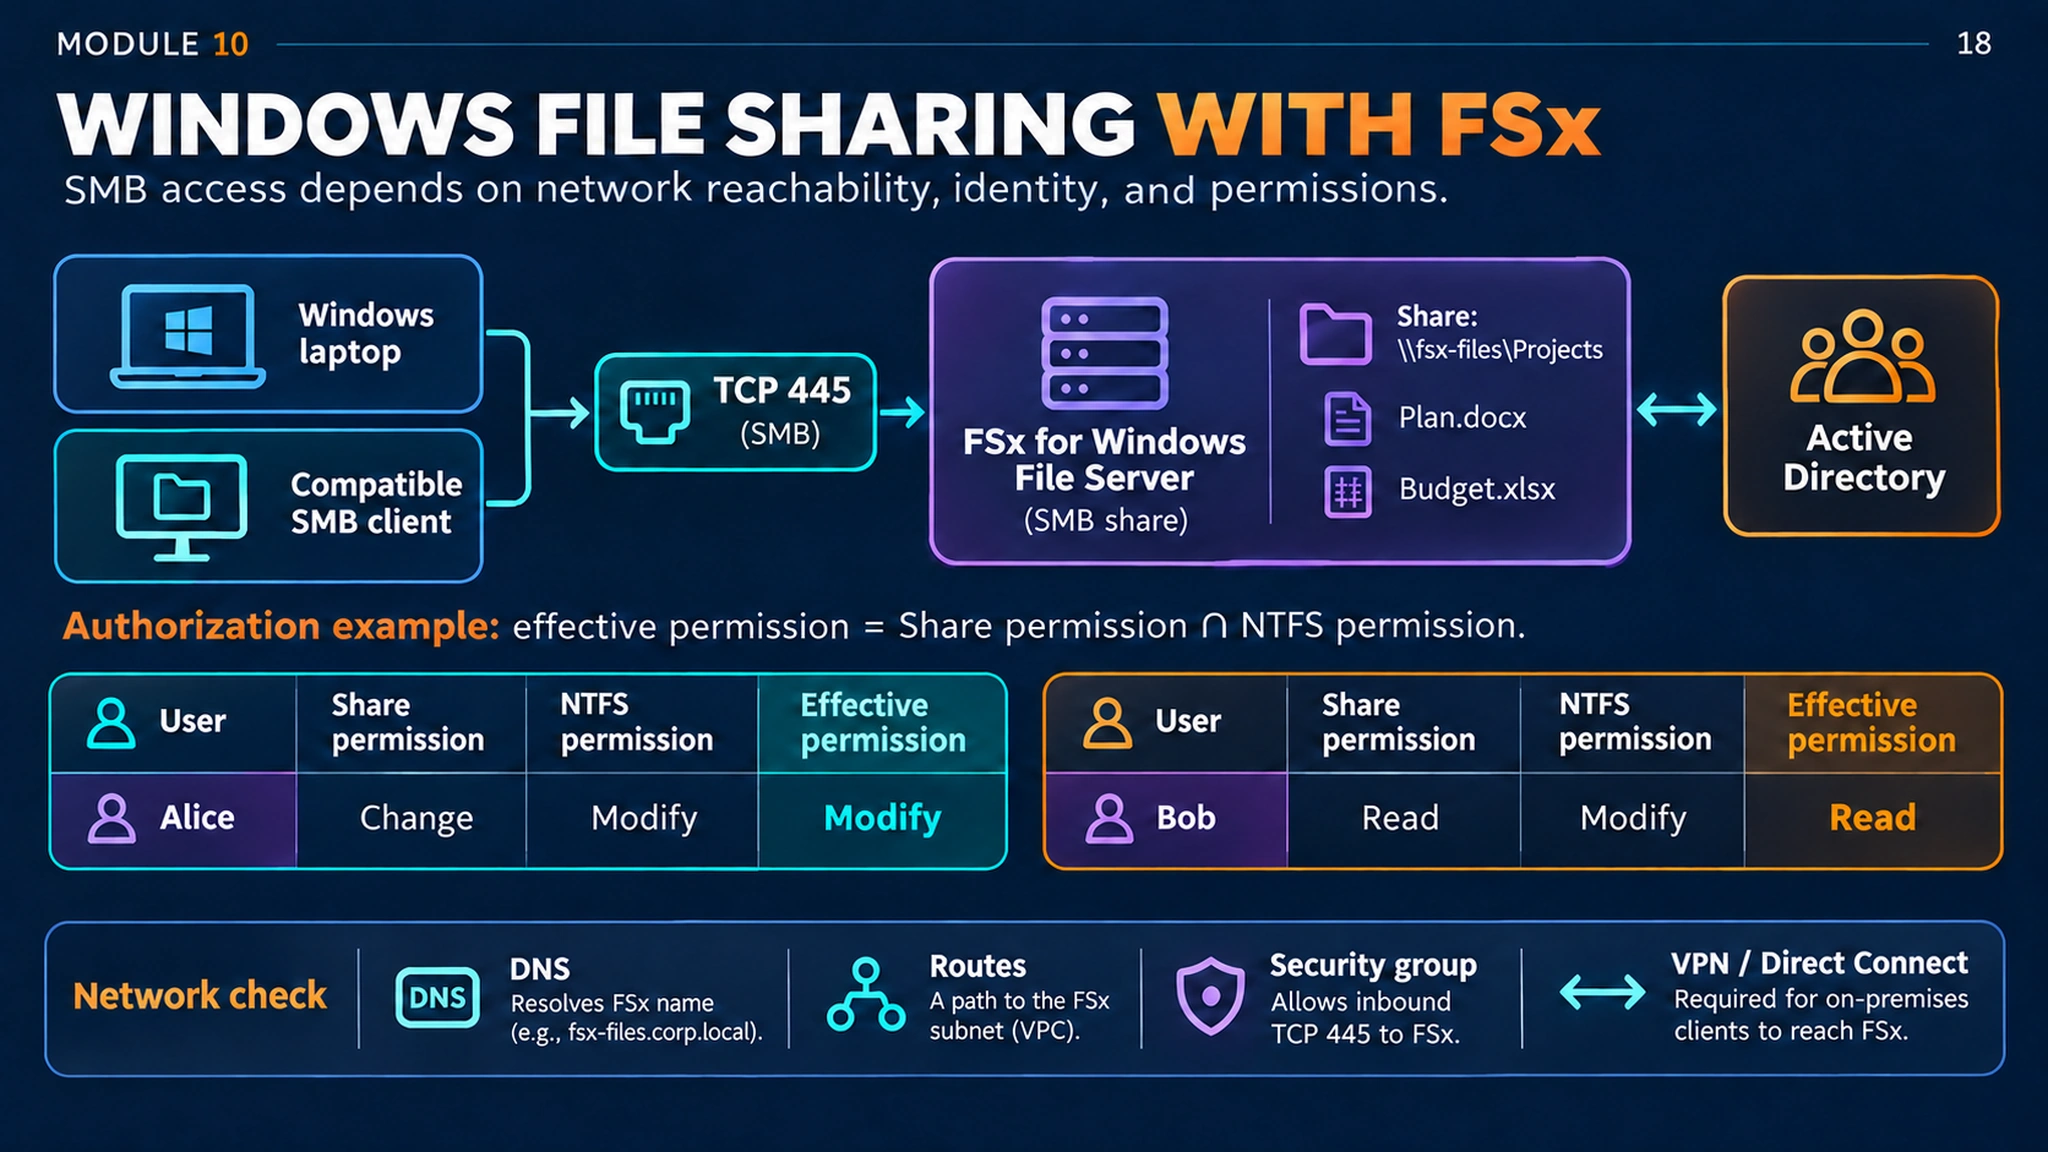 MODULE 10
18
WINDOWS FILE SHARING WITH FSx
SMB access depends on network reachability, identity, and permissions.
Windows
laptop
Compatible
SMB client
TCP 445
(SMB)
FSx for Windows
File Server
(SMB share)
Share:
\\fsx-files\Projects
Plan.docx
Budget.xlsx
Active
Directory
Authorization example: effective permission = Share permission ∩ NTFS permission.
User
Share
permission
NTFS
permission
Effective
permission
Alice
Change
Modify
Modify
User
Share
permission
NTFS
permission
Effective
permission
Bob
Read
Modify
Read
Network check
DNS
DNS
Resolves FSx name
(e.g., fsx-files.corp.local).
Routes
A path to the FSx
subnet (VPC).
Security group
Allows inbound
TCP 445 to FSx.
VPN / Direct Connect
Required for on-premises
clients to reach FSx.